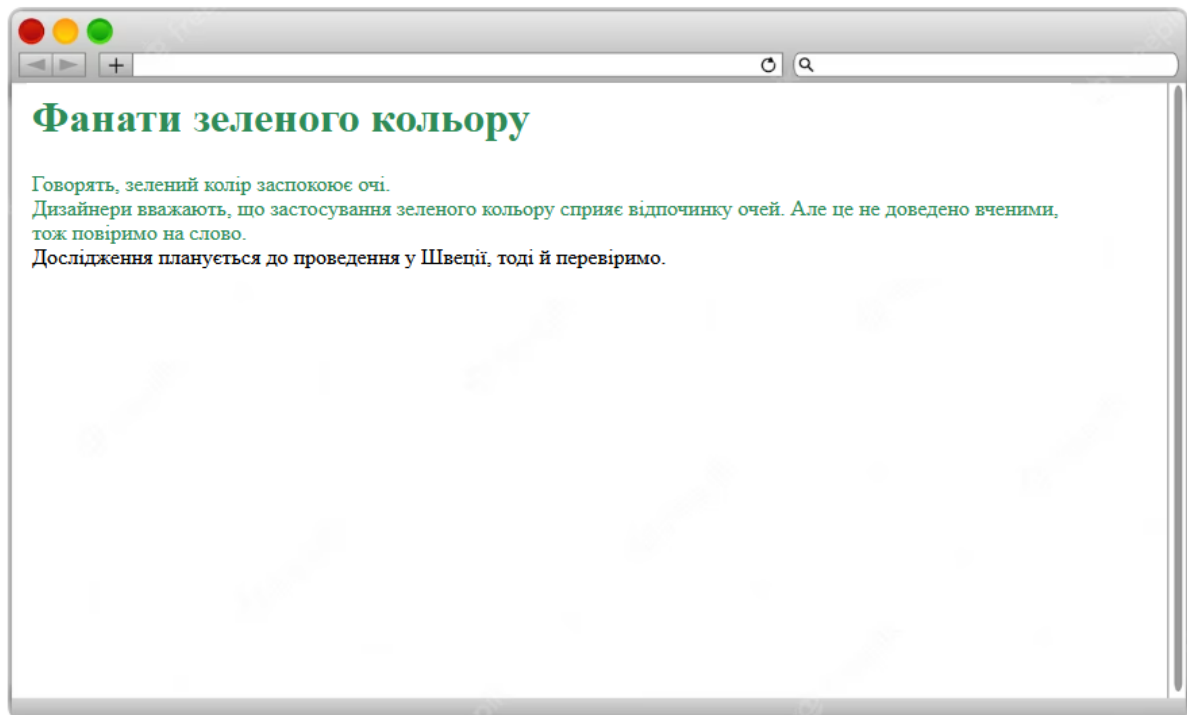 Фанати зеленого кольору
Говорять, зелений колір заспокоює очі.
Дизайнери вважають, що застосування зеленого кольору сприяє відпочинку очей. Але це не доведено вченими,
тож повіримо на слово.
Дослідження планується до проведення у Швеції, тоді й перевіримо.